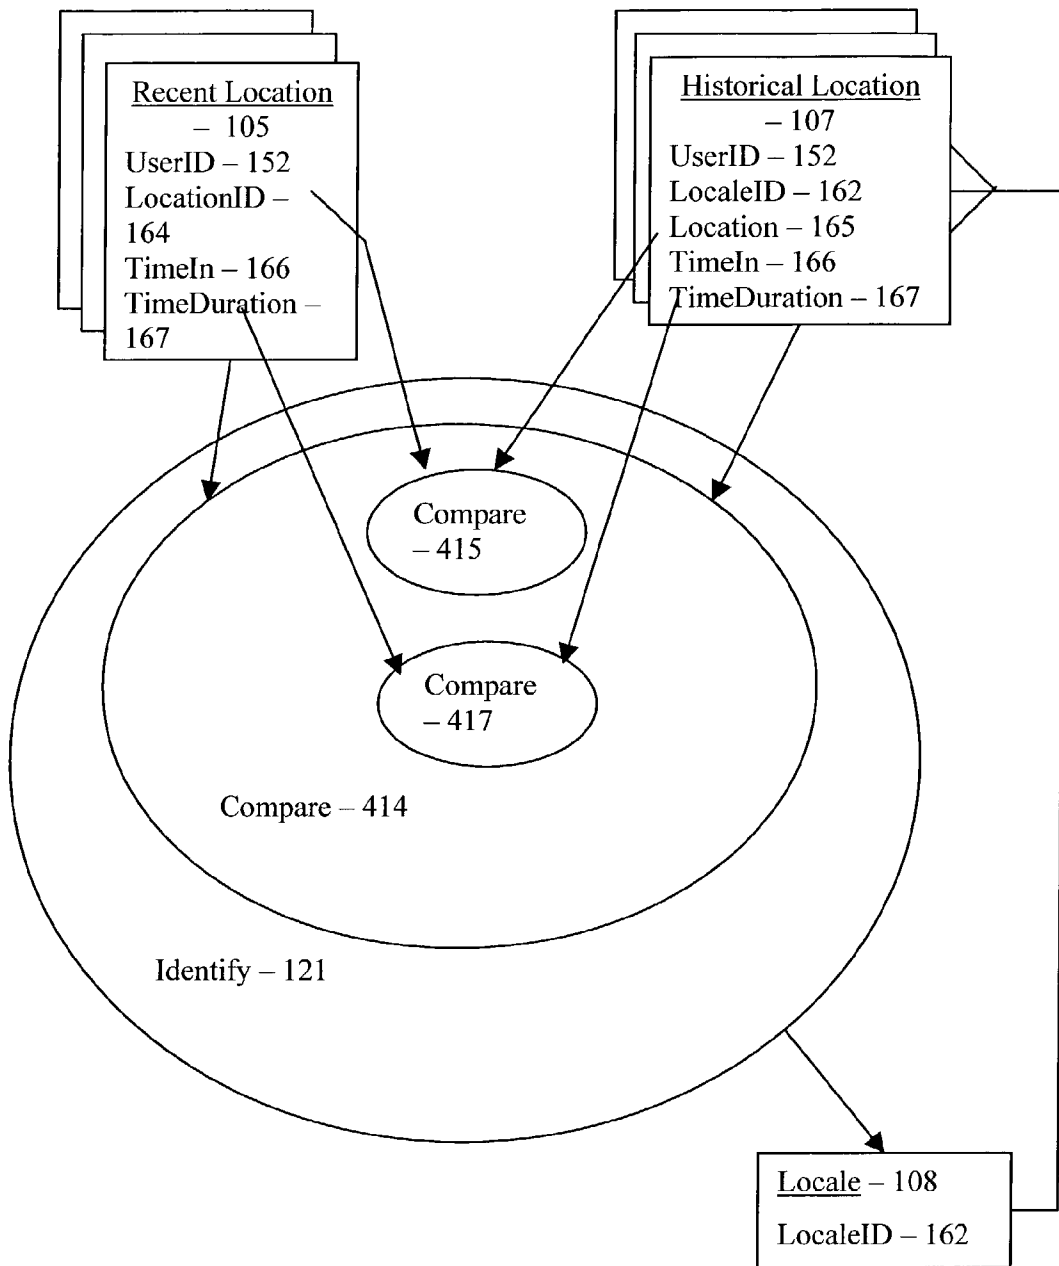 Recent Location
– 105
UserID – 152
LocationID –
164
TimeIn – 166
TimeDuration –
167
Historical Location
– 107
UserID – 152
LocaleID – 162
Location – 165
TimeIn – 166
TimeDuration – 167
Compare
– 415
Compare
– 417
Compare – 414
Identify – 121
Locale – 108
LocaleID – 162